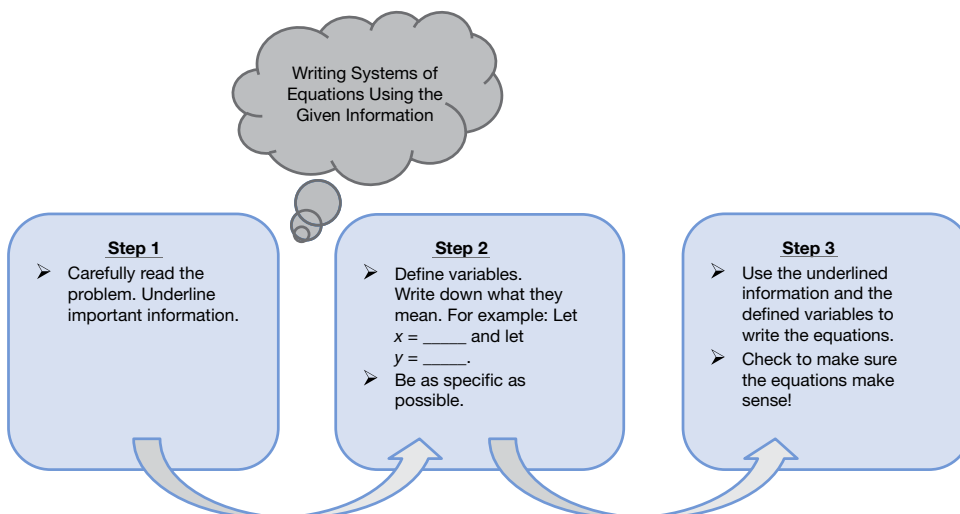 Writing Systems of
Equations Using the
Given Information
Step 1
➢ Carefully read the
problem. Underline
important information.
Step 2
➢ Define variables.
Write down what they
mean. For example: Let
x = _____ and let
y = _____.
➢ Be as specific as
possible.
Step 3
➢ Use the underlined
information and the
defined variables to
write the equations.
➢ Check to make sure
the equations make
sense!